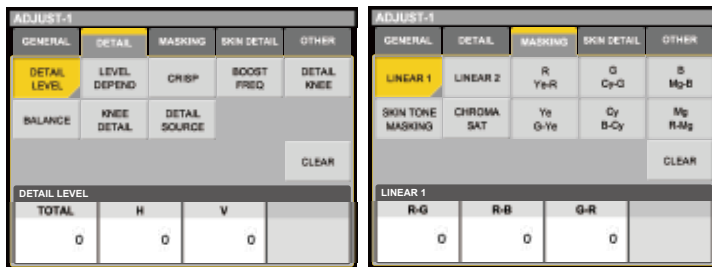 ADJUST-1
GENERAL DETAIL MASKING SKIN DETAIL OTHER
DETAIL LEVEL DEPEND CRISP BOOST DETAIL
LEVEL DEPEND FREQ KNEE
BALANCE KNEE DETAIL
DETAIL SOURCE
CLEAR
DETAIL LEVEL
TOTAL H V
0 0 0
ADJUST-1
GENERAL DETAIL MASKING SKIN DETAIL OTHER
LINEAR 1 LINEAR 2 R G B
Ye-R Cy-G Mg-B
SKIN TONE CHROMA Ye Cy Mg
MASKING SAT G-Ye B-Cy R-Mg
CLEAR
LINEAR 1
R-G R-B G-R
0 0 0